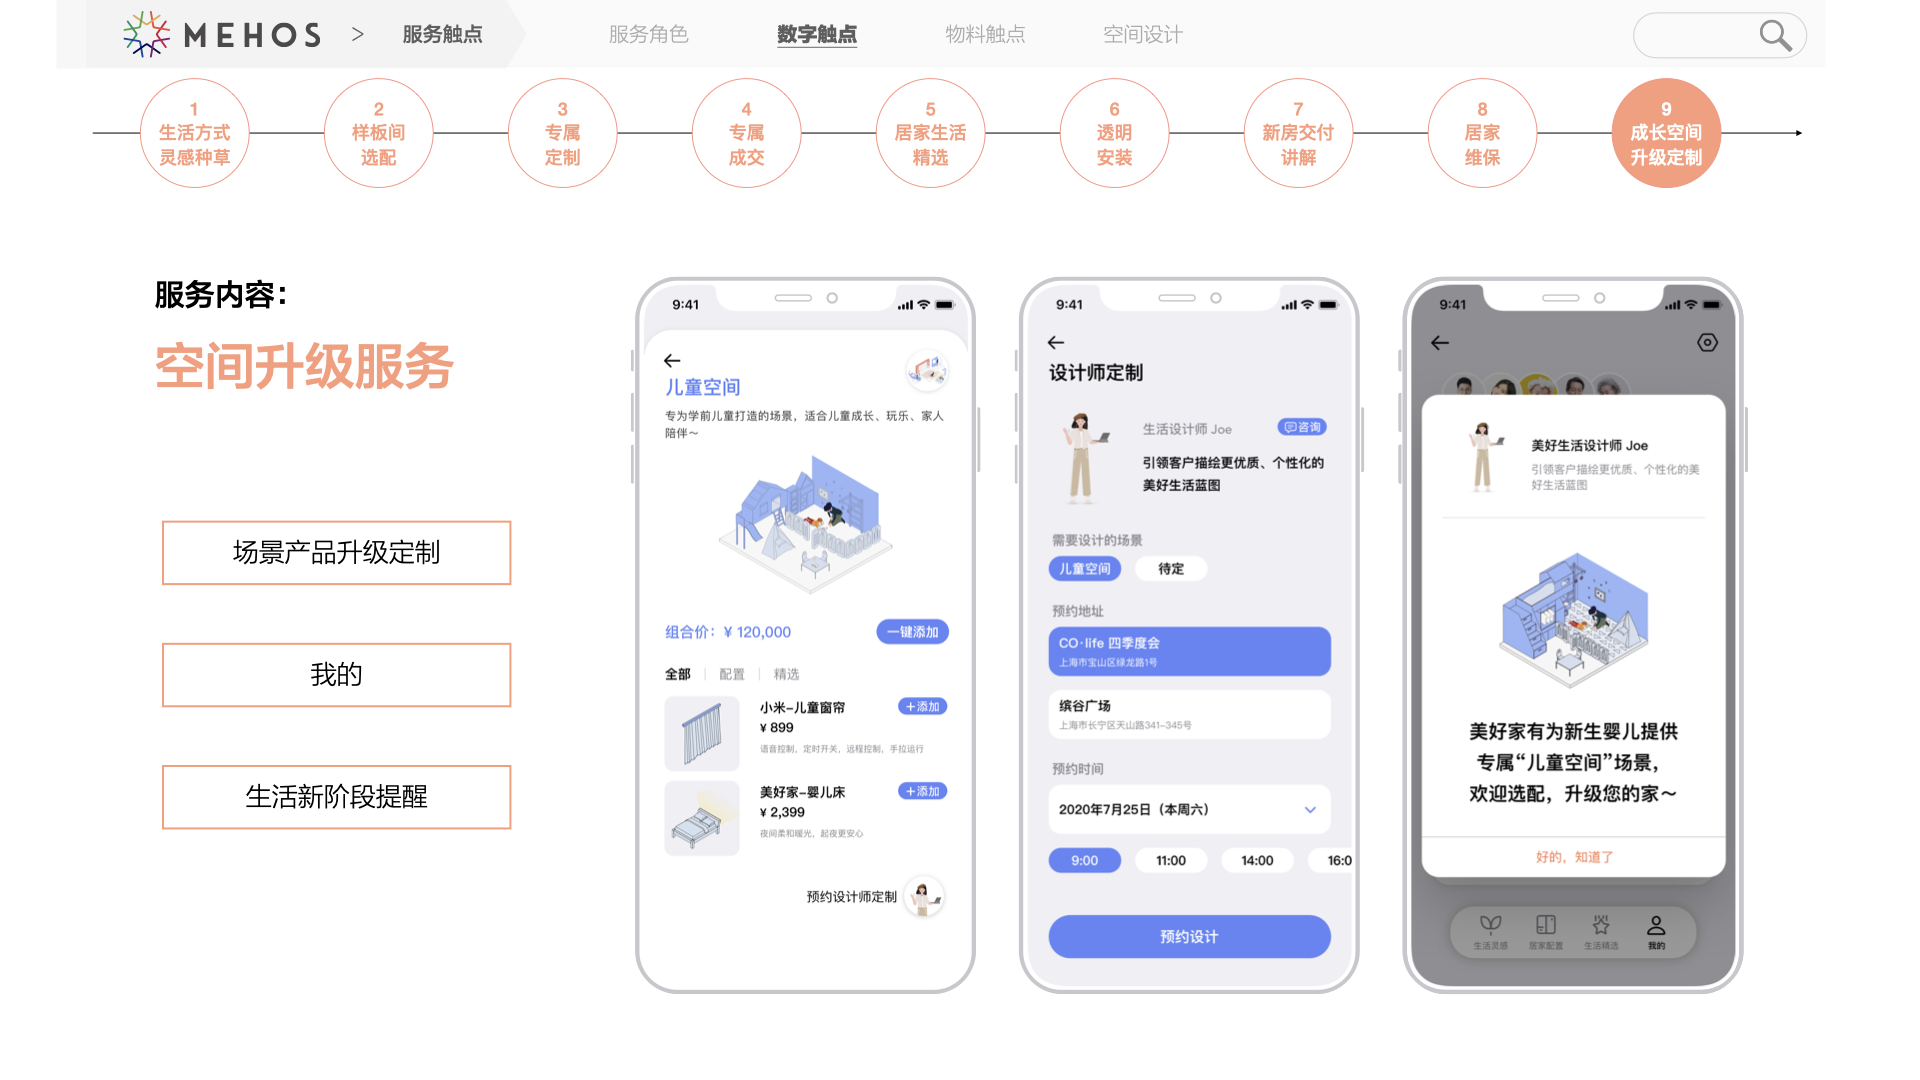 MEHOS > 服务触点 服务角色 数字触点 物料触点 空间设计
1
生活方式
灵感种草
2
样板间
选配
3
专属
定制
4
专属
成交
5
居家生活
精选
6
透明
安装
7
新房交付
讲解
8
居家
维保
9
成长空间
升级定制
服务内容：
空间升级服务
场景产品升级定制
我的
生活新阶段提醒
9:41
儿童空间
专为学前儿童打造的场景，适合儿童成长、玩乐、家人
陪伴～
组合价：¥ 120,000
一键添加
全部 | 配置 | 精选
小米-儿童窗帘
+添加
¥ 899
语音控制，定时开关，远程控制，手拉运行
美好家-婴儿床
+添加
¥ 2,399
夜间柔和暖光，起夜更安心
预约设计师定制
9:41
设计师定制
生活设计师 Joe
咨询
引领客户描绘更优质、个性化的
美好生活蓝图
需要设计的场景
儿童空间 待定
预约地址
CO·life 四季度会
上海市宝山区绿龙路1号
缤谷广场
上海市长宁区天山路341-345号
预约时间
2020年7月25日（本周六）
9:00 11:00 14:00 16:0
预约设计
9:41
美好生活设计师 Joe
引领客户描绘更优质、个性化的美
好生活蓝图
美好家有为新生婴儿提供
专属“儿童空间”场景，
欢迎选配，升级您的家～
好的，知道了
生活灵感 居家配置 生活精选 我的